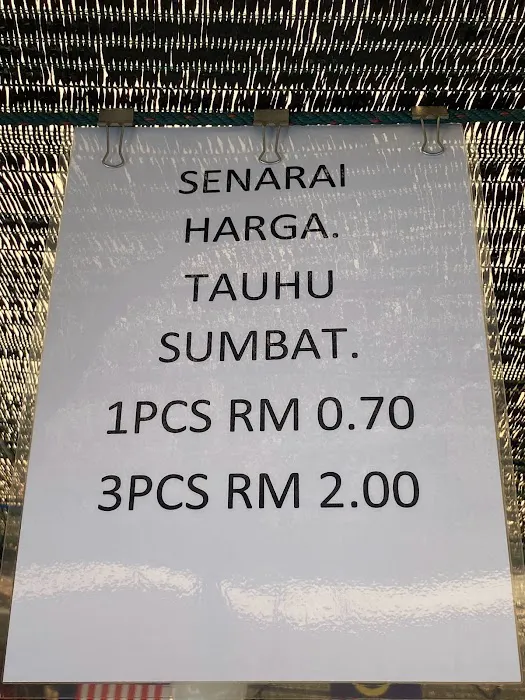 SENARAI
HARGA.
TAUHU
SUMBAT.
1PCS RM 0.70
3PCS RM 2.00